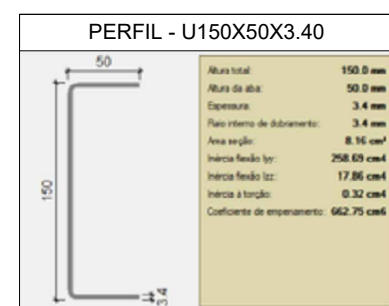 PERFIL - U150X50X3.40
50
Altura total: 150.0 mm
Altura da aba: 50.0 mm
Espessura: 3.4 mm
Raio interno de dobramento: 3.4 mm
Área seção: 8.16 cm²
Inércia flexão Iyy: 258.69 cm4
Inércia flexão Izz: 17.86 cm4
Inércia à torção: 0.32 cm4
Coeficiente de empenamento: 662.75 cm6
150
3.4